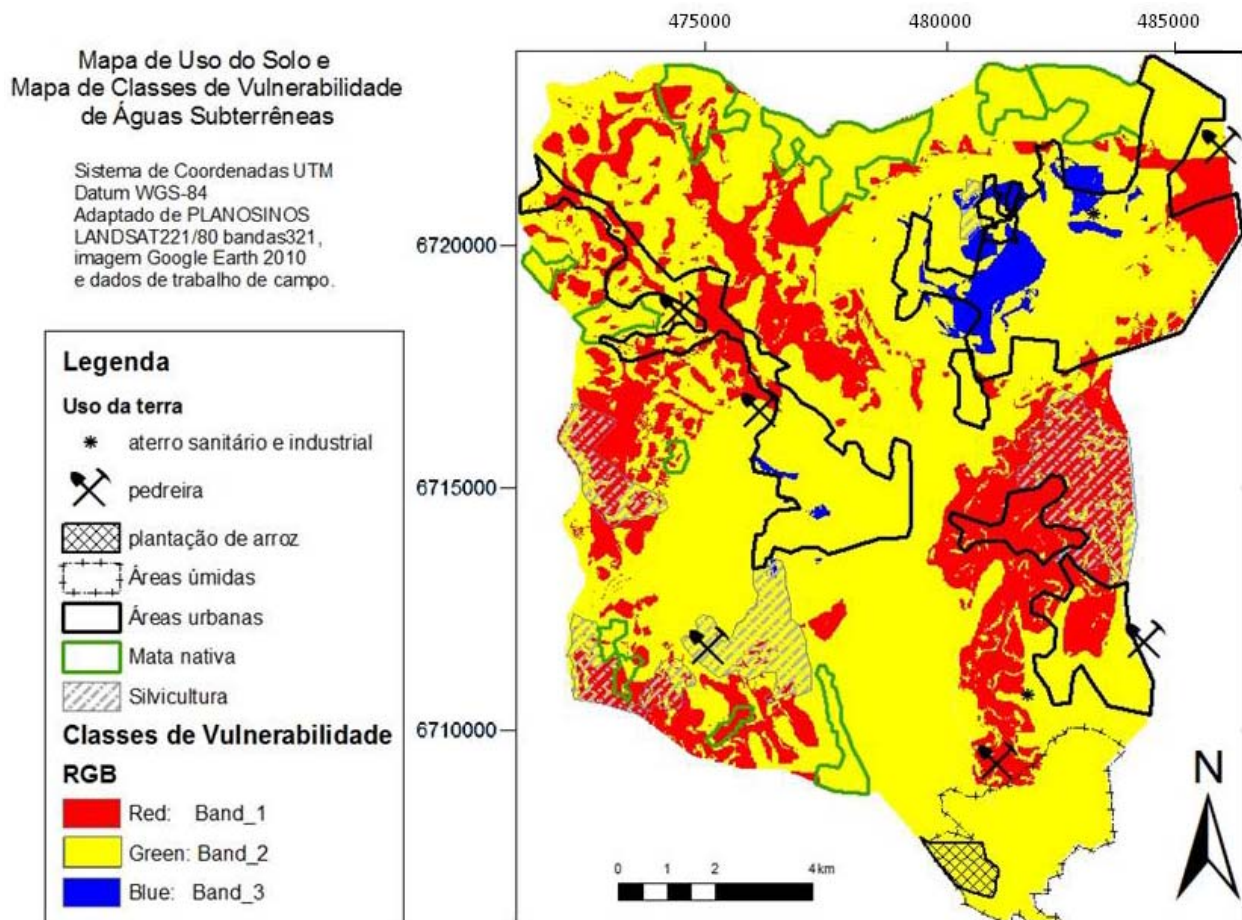 Mapa de Uso do Solo e
Mapa de Classes de Vulnerabilidade
de Águas Subterrêneas
Sistema de Coordenadas UTM
Datum WGS-84
Adaptado de PLANOSINOS
LANDSAT221/80 bandas321,
imagem Google Earth 2010
e dados de trabalho de campo.
Legenda
Uso da terra
aterro sanitário e industrial
pedreira
plantação de arroz
Áreas úmidas
Áreas urbanas
Mata nativa
Silvicultura
Classes de Vulnerabilidade
RGB
Red: Band_1
Green: Band_2
Blue: Band_3
475000 480000 485000
6720000
6715000
6710000
N
0 1 2 4 km